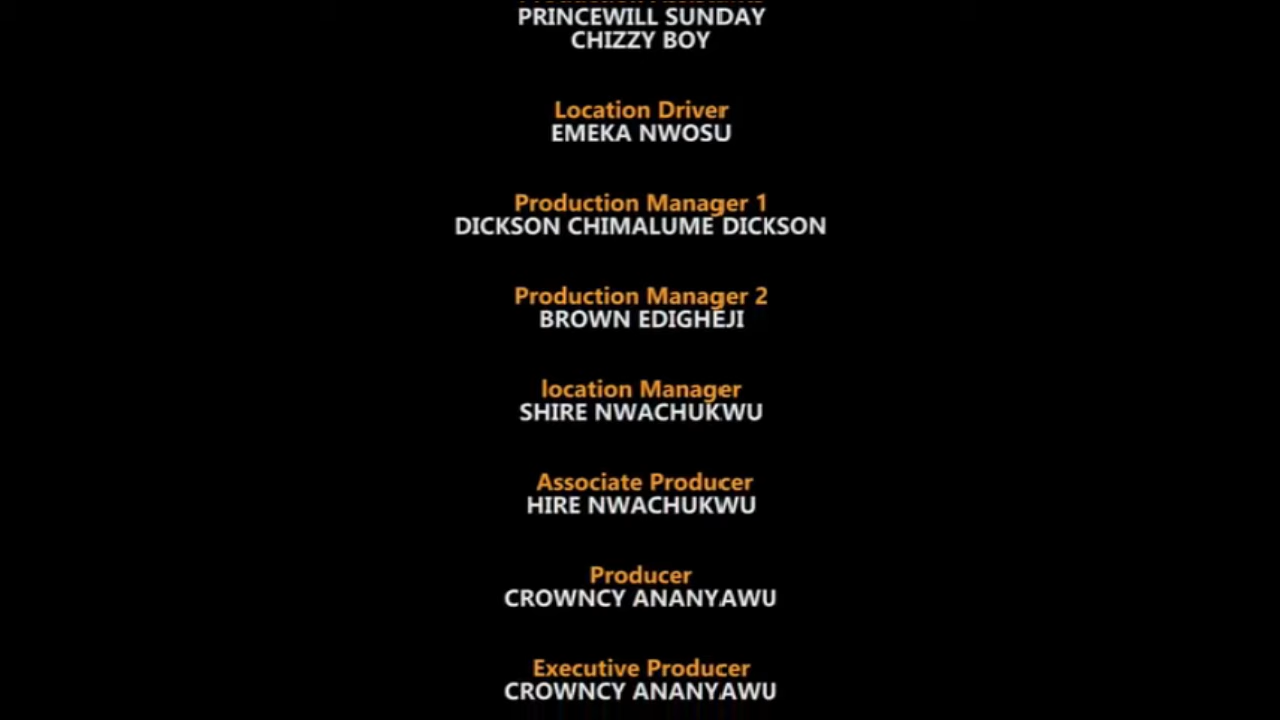 PRINCEWILL SUNDAY
CHIZZY BOY
Location Driver
EMEKA NWOSU
Production Manager 1
DICKSON CHIMALUME DICKSON
Production Manager 2
BROWN EDIGHEJI
location Manager
SHIRE NWACHUKWU
Associate Producer
HIRE NWACHUKWU
Producer
CROWNCY ANANYAWU
Executive Producer
CROWNCY ANANYAWU